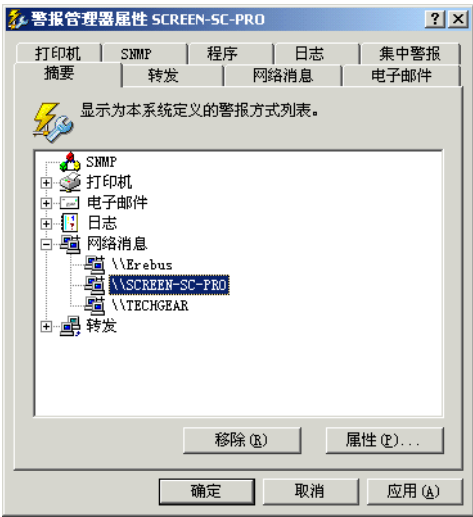 警报管理器属性 SCREEN-SC-PRO
打印机 SNMP 程序 日志 集中警报
摘要 转发 网络消息 电子邮件
显示为本系统定义的警报方式列表。
SNMP
打印机
电子邮件
日志
网络消息
\\Erebus
\\SCREEN-SC-PRO
\\TECHGEAR
转发
移除(R) 属性(P)...
确定 取消 应用(A)